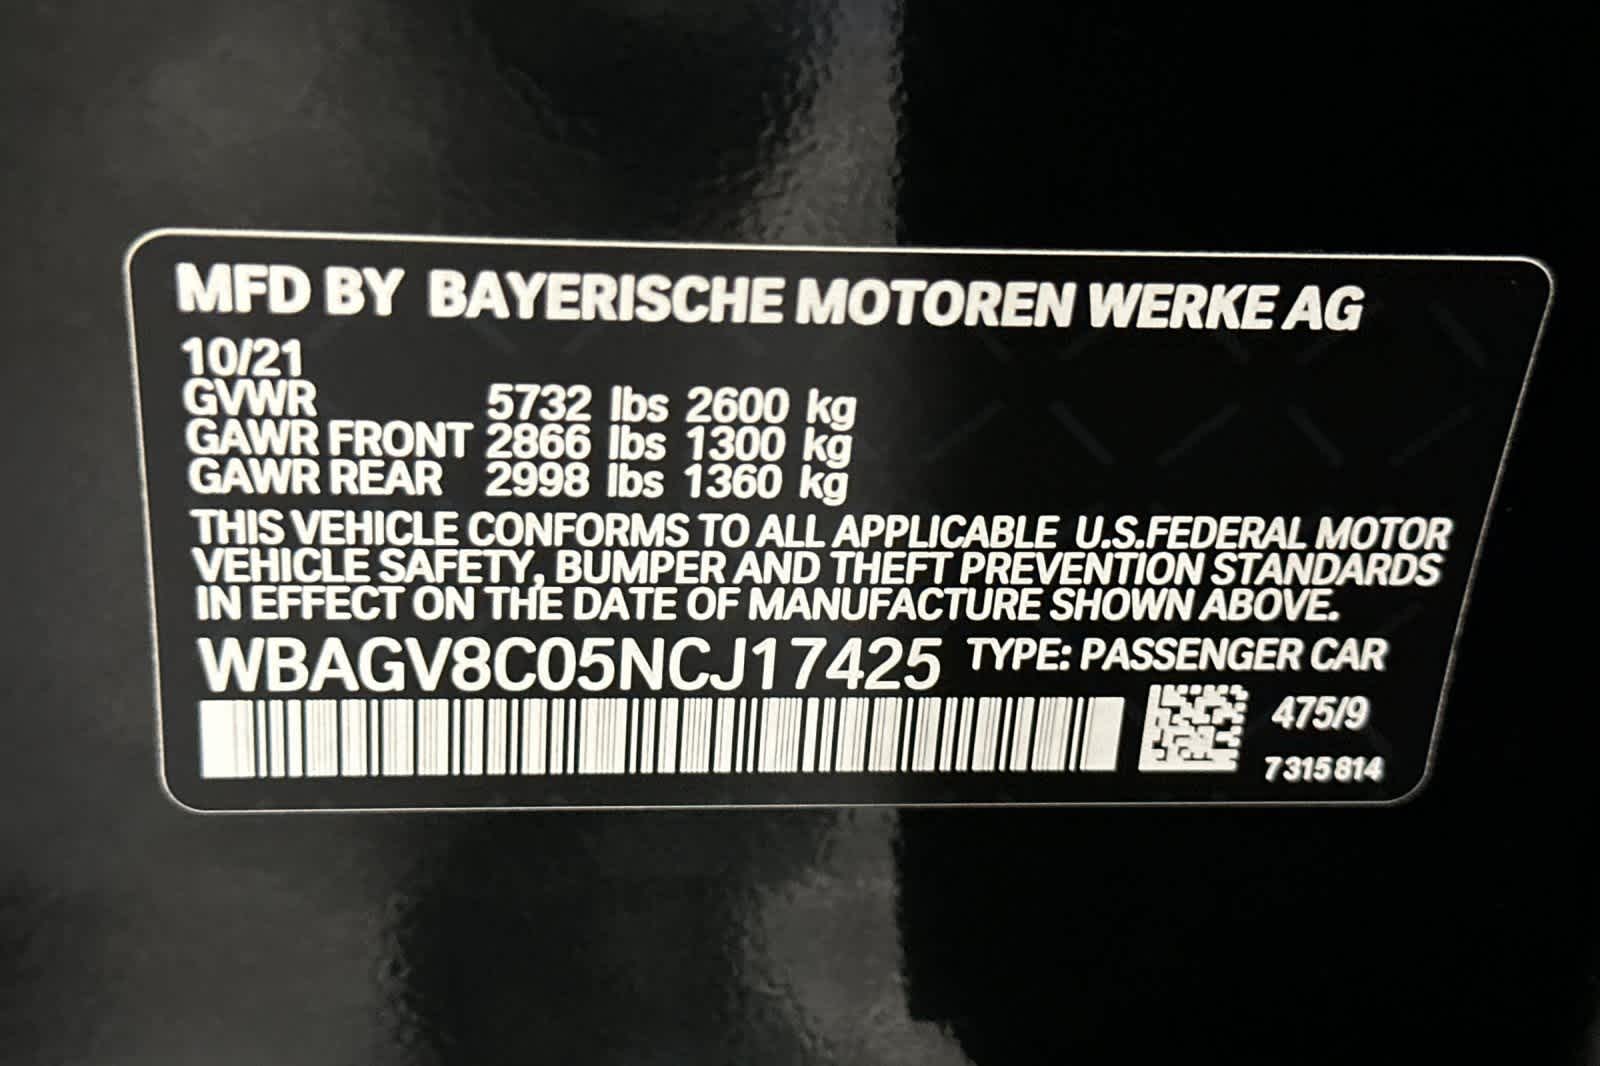 MFD BY BAYERISCHE MOTOREN WERKE AG
10/21
GVWR 5732 lbs 2600 kg
GAWR FRONT 2866 lbs 1300 kg
GAWR REAR 2998 lbs 1360 kg
THIS VEHICLE CONFORMS TO ALL APPLICABLE U.S.FEDERAL MOTOR
VEHICLE SAFETY, BUMPER AND THEFT PREVENTION STANDARDS
IN EFFECT ON THE DATE OF MANUFACTURE SHOWN ABOVE.
WBAGV8C05NCJ17425 TYPE: PASSENGER CAR
475/9
7315814